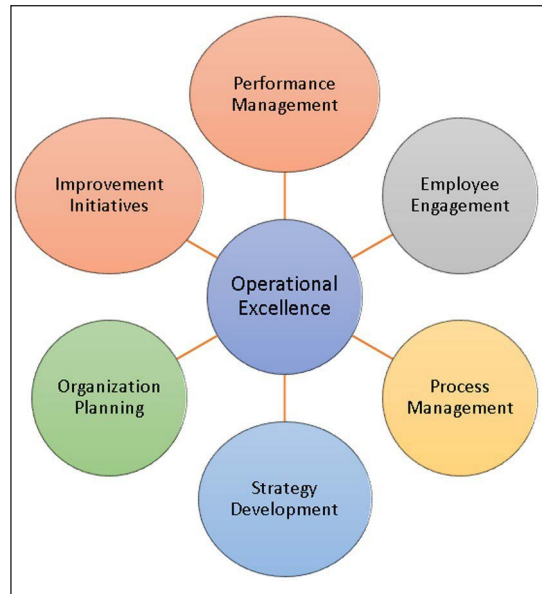 Performance
Management
Improvement
Initiatives
Employee
Engagement
Operational
Excellence
Organization
Planning
Process
Management
Strategy
Development